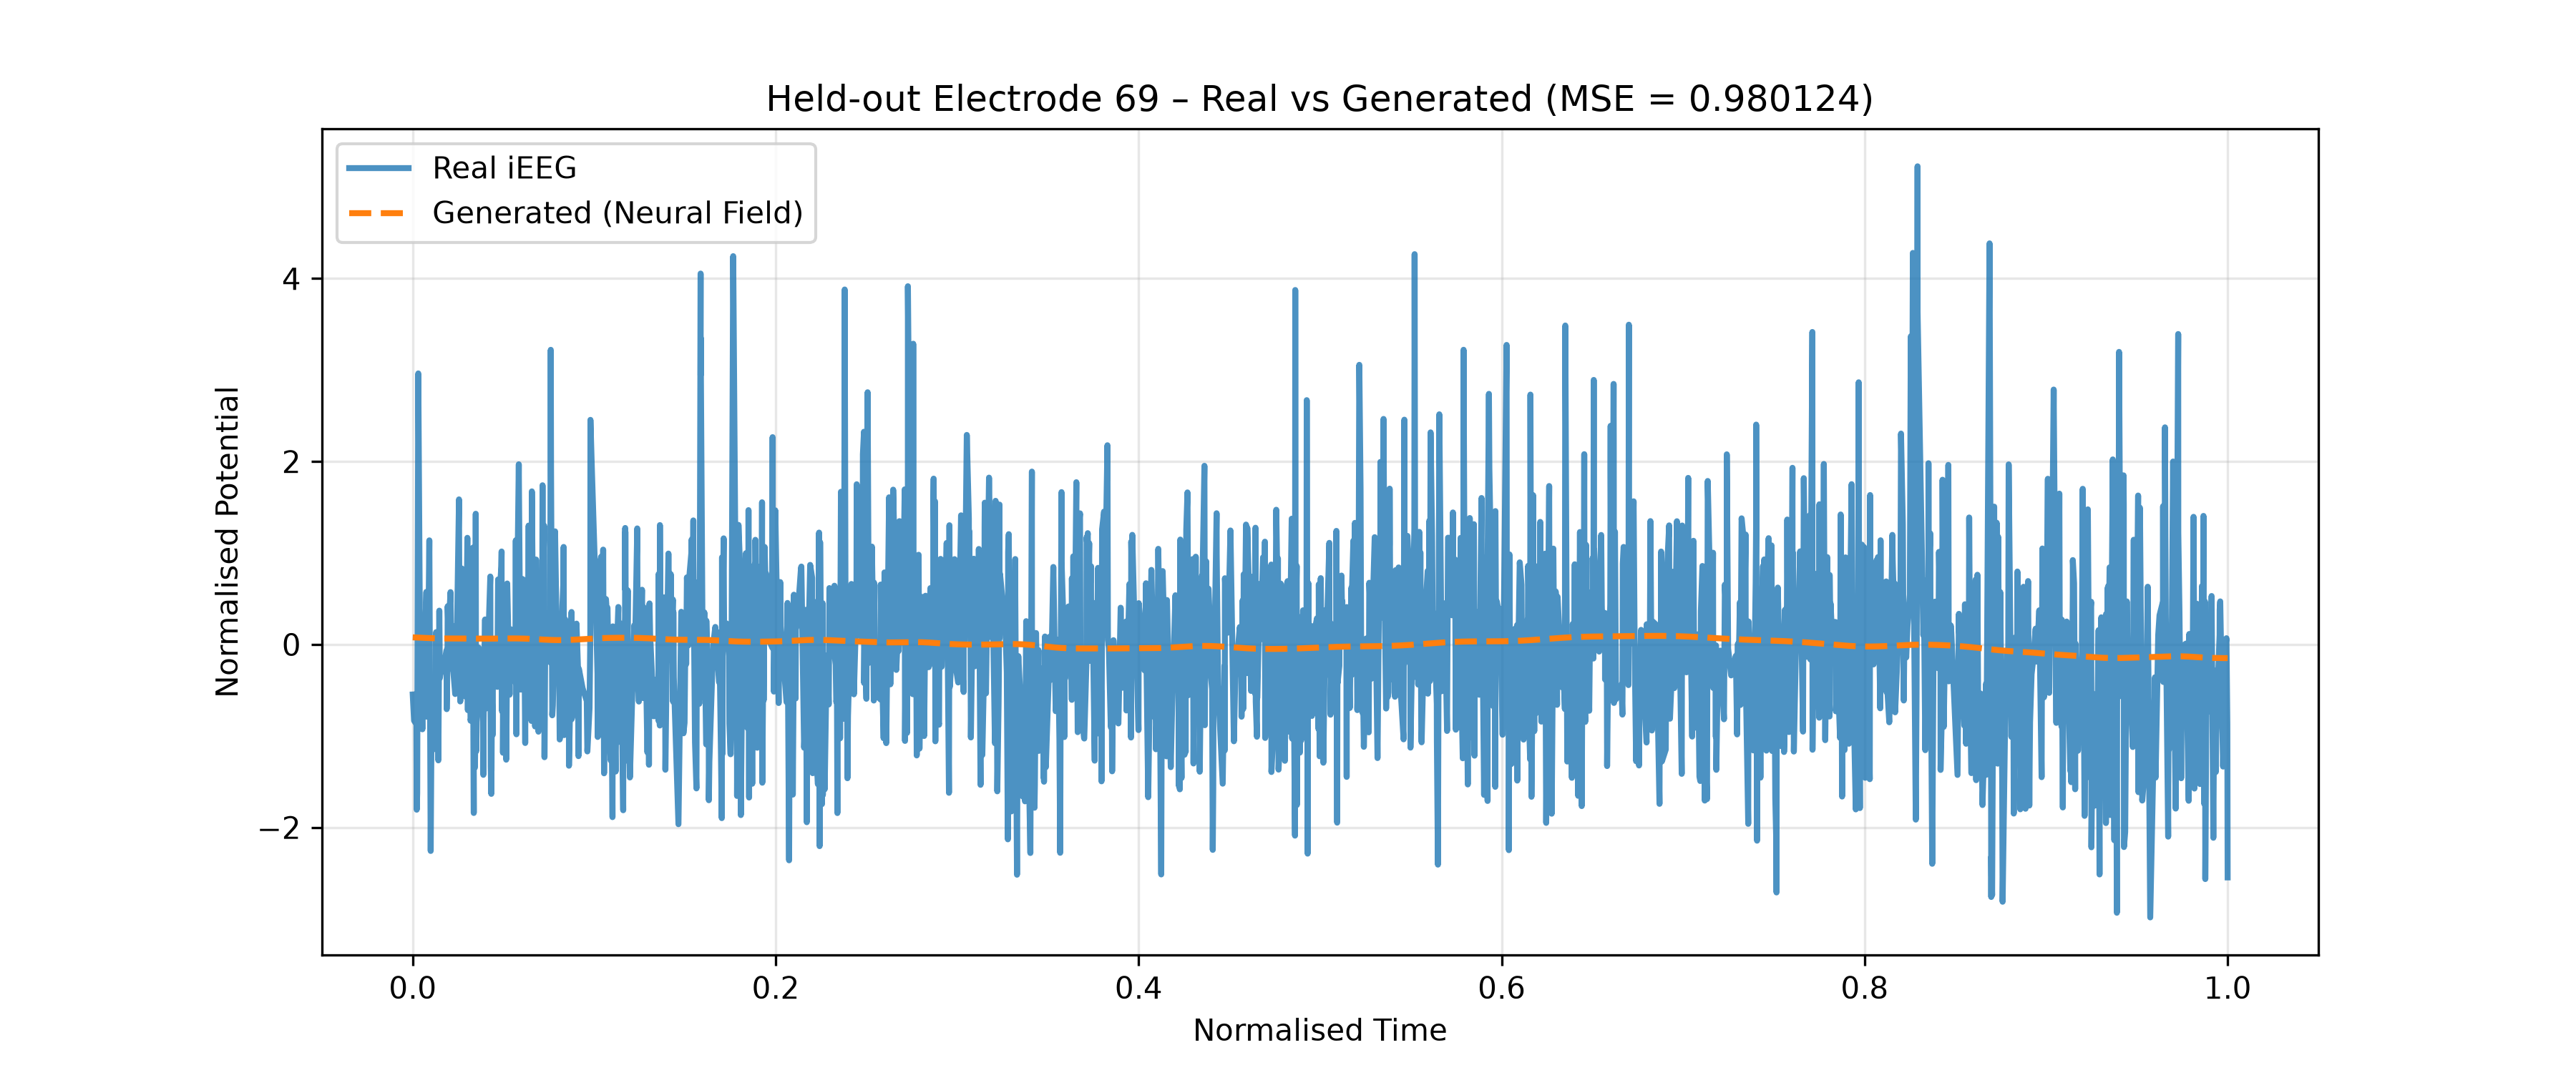 Held-out Electrode 69 – Real vs Generated (MSE = 0.980124)
Real iEEG
Generated (Neural Field)
Normalised Potential
4
2
0
−2
0.0 0.2 0.4 0.6 0.8 1.0
Normalised Time